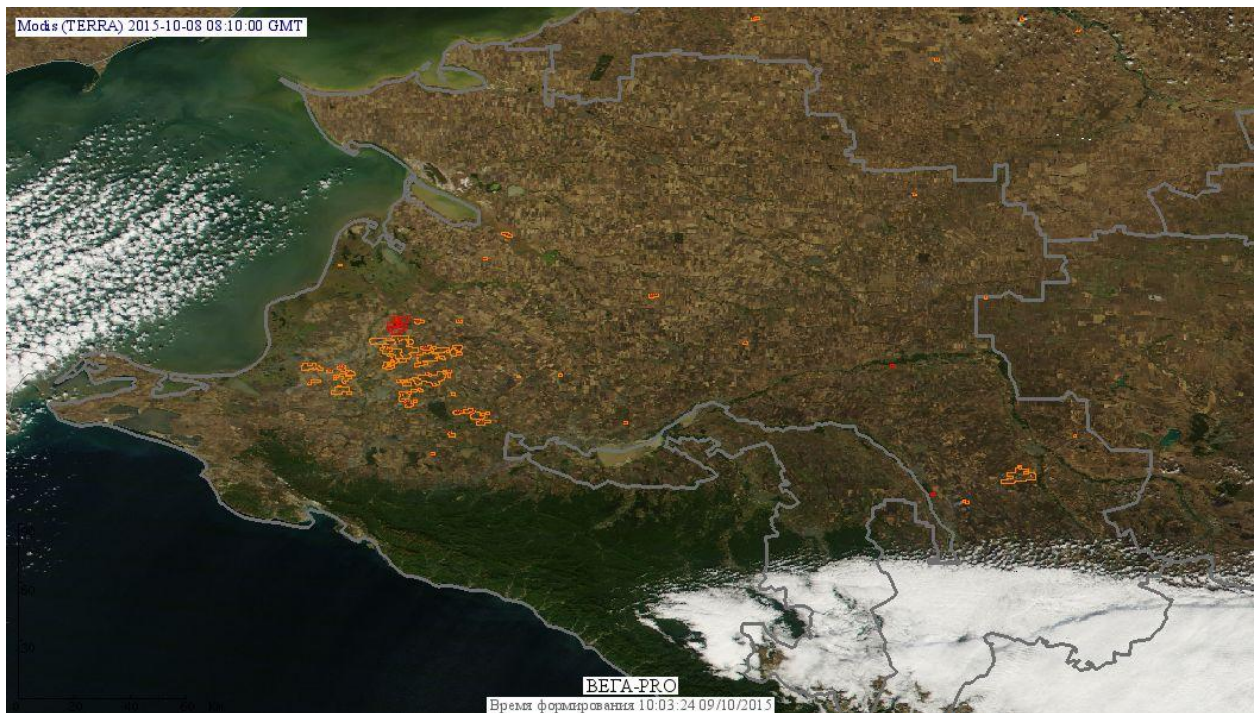 Modis (TERRA) 2015-10-08 08:10:00 GMT
ВЕГА-PRO
Время формирования 10:03:24 09/10/2015